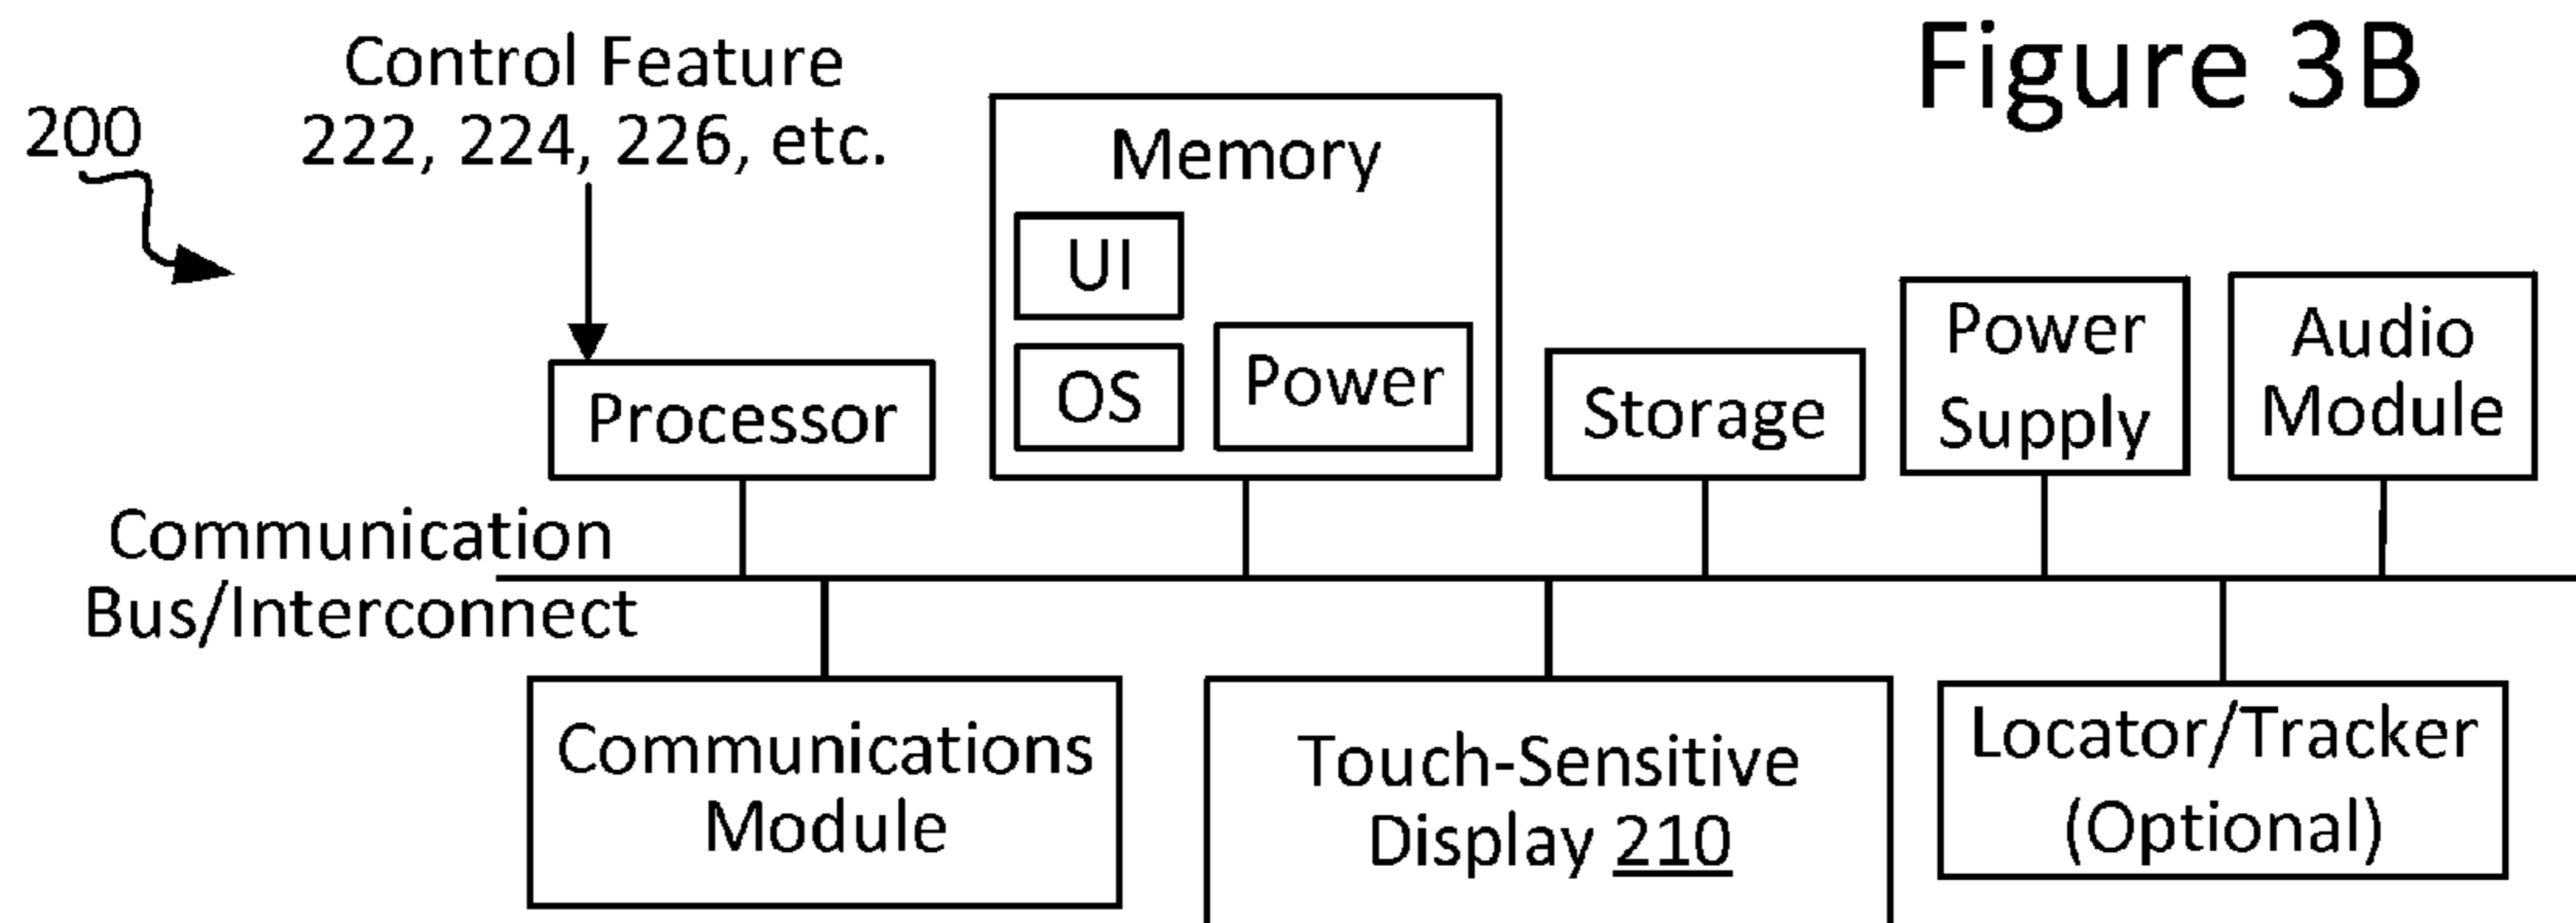 Figure 3B
200
Control Feature
222, 224, 226, etc.
Memory
UI
OS
Power
Processor
Storage
Power
Supply
Audio
Module
Communication
Bus/Interconnect
Communications
Module
Touch-Sensitive
Display 210
Locator/Tracker
(Optional)